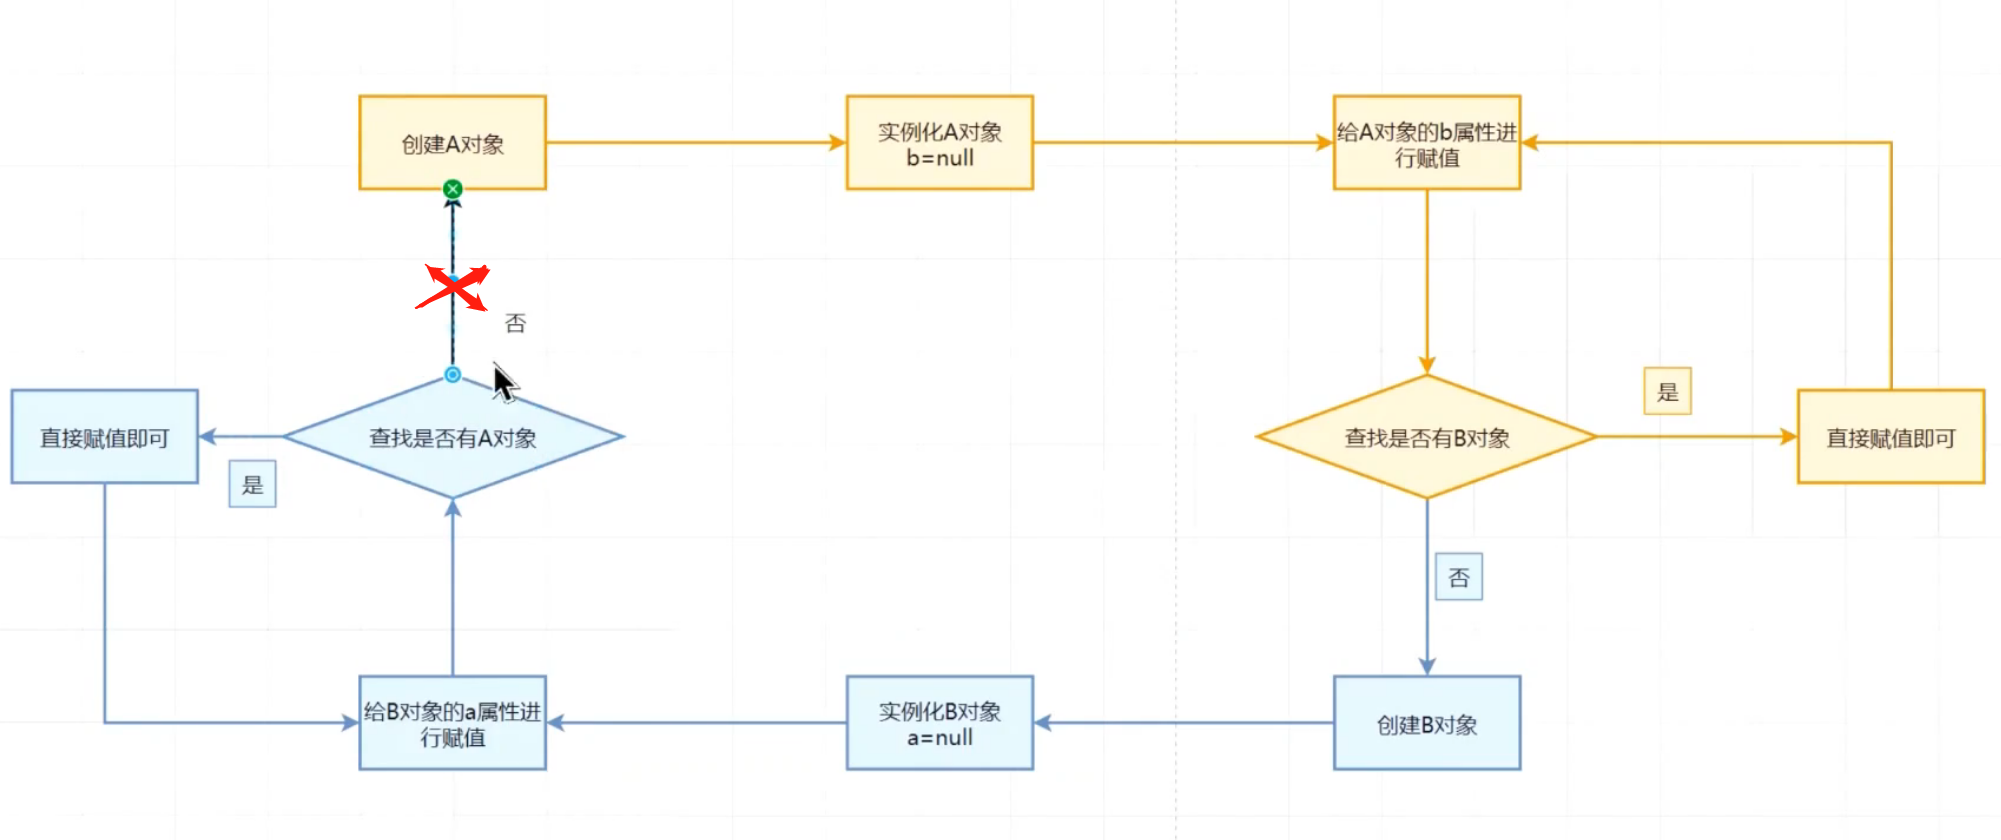 创建A对象
实例化A对象
b=null
给A对象的b属性进
行赋值
否
是
直接赋值即可
查找是否有A对象
查找是否有B对象
直接赋值即可
是
否
给B对象的a属性进
行赋值
实例化B对象
a=null
创建B对象